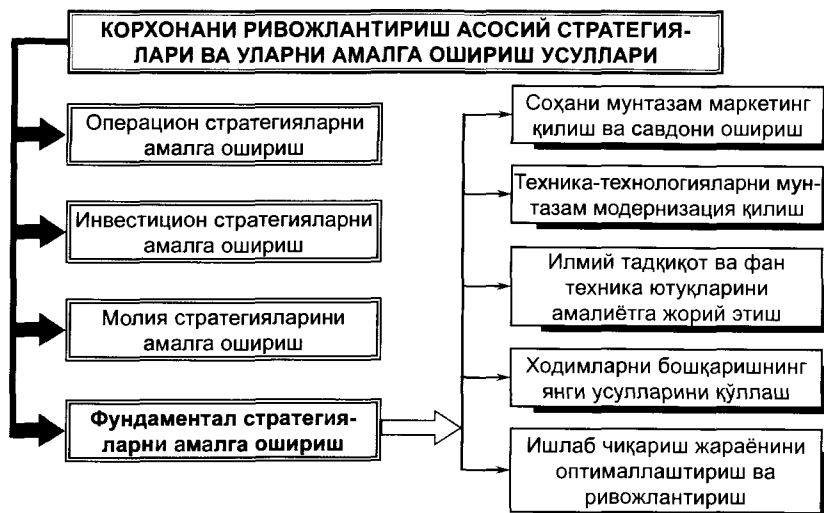 КОРХОНАНИ РИВОЖЛАНТИРИШ АСОСИЙ СТРАТЕГИЯ-
ЛАРИ ВА УЛАРНИ АМАЛГА ОШИРИШ УСУЛЛАРИ
Операцион стратегияларни
амалга ошириш
Инвестицион стратегияларни
амалга ошириш
Молия стратегияларини
амалга ошириш
Фундаментал стратегия-
ларни амалга ошириш
Соҳани мунтазам маркетинг
қилиш ва савдони ошириш
Техника-технологияларни мун-
тазам модернизация қилиш
Илмий тадқиқот ва фан
техника ютуқларини
амалиётга жорий этиш
Ходимларни бошқаришнинг
янги усулларини қўллаш
Ишлаб чиқариш жараёнини
оптималлаштириш ва
ривожлантириш